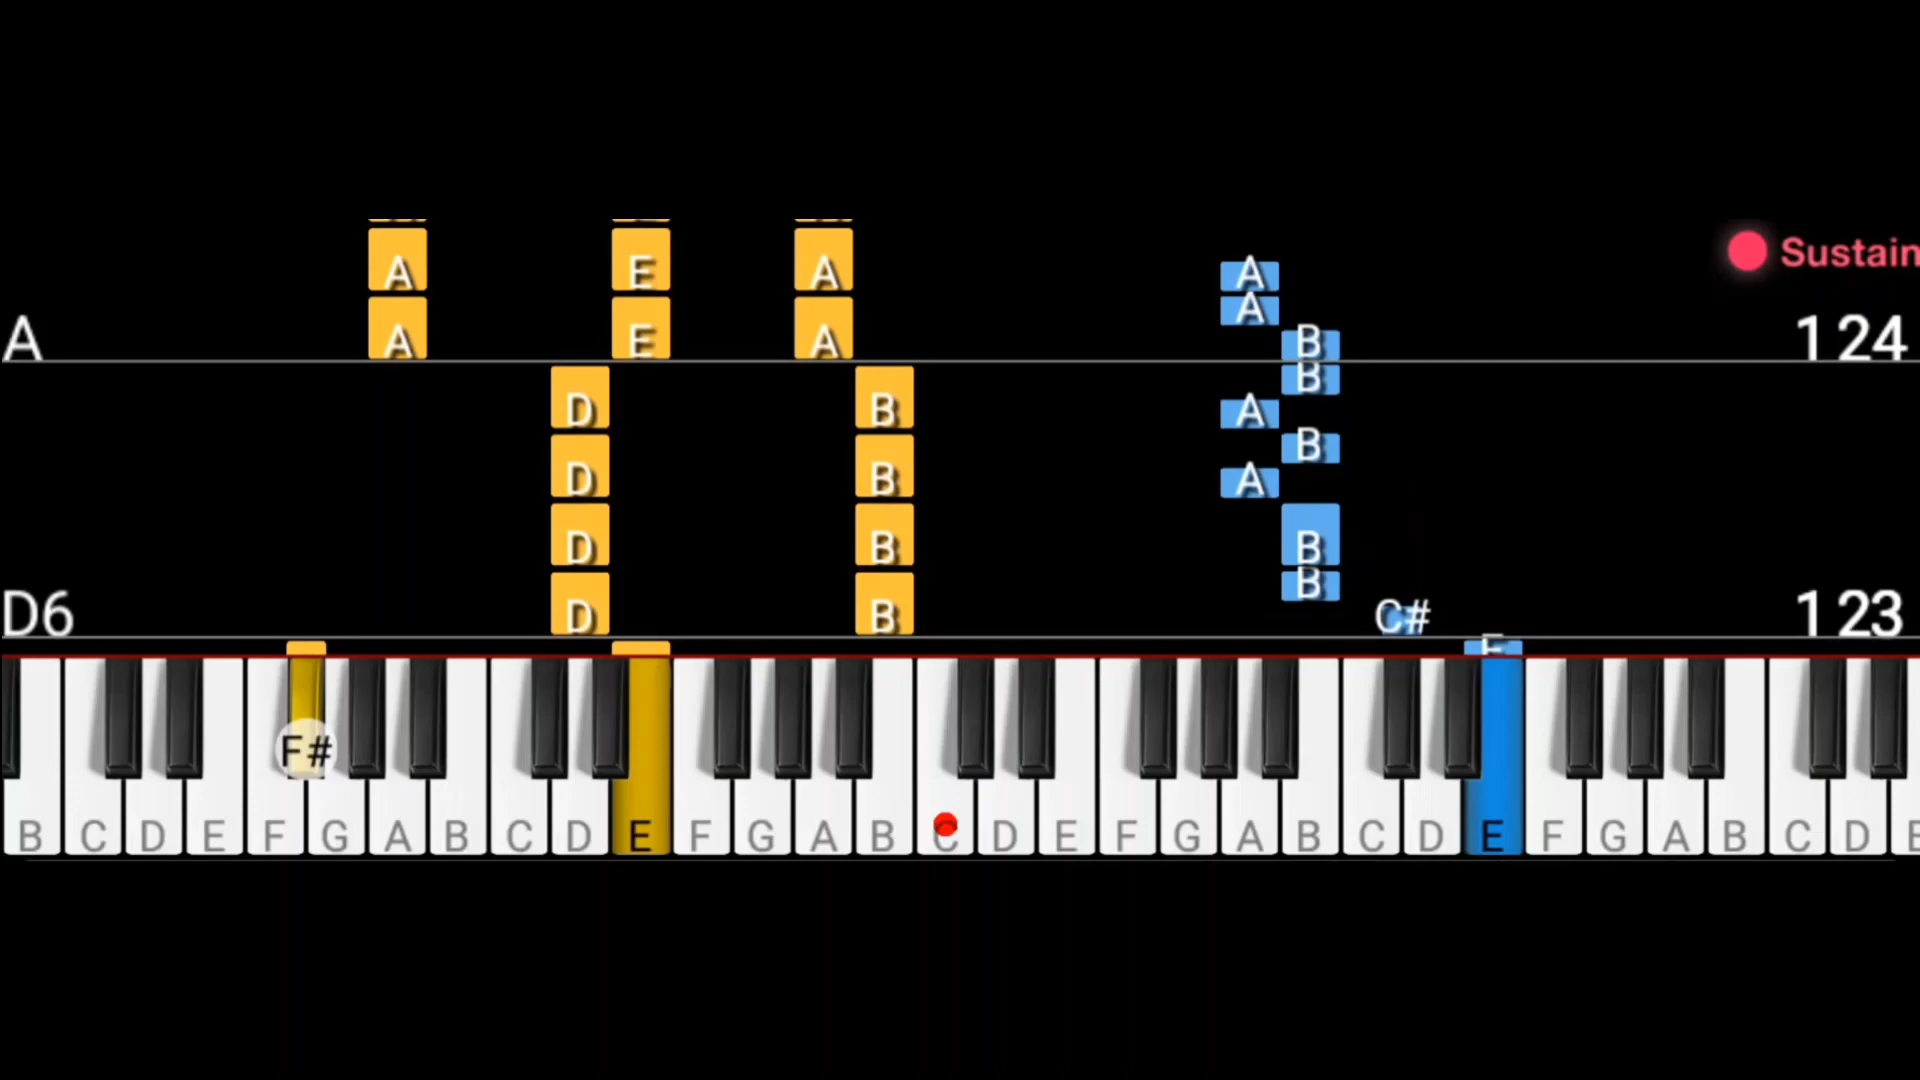 A E A A Sustain
A A E A A B 124
B
D B A
D B B
A
D B B
D6 D B B C# 123
E
F#
B C D E F G A B C D E F G A B C D E F G A B C D E F G A B C D E